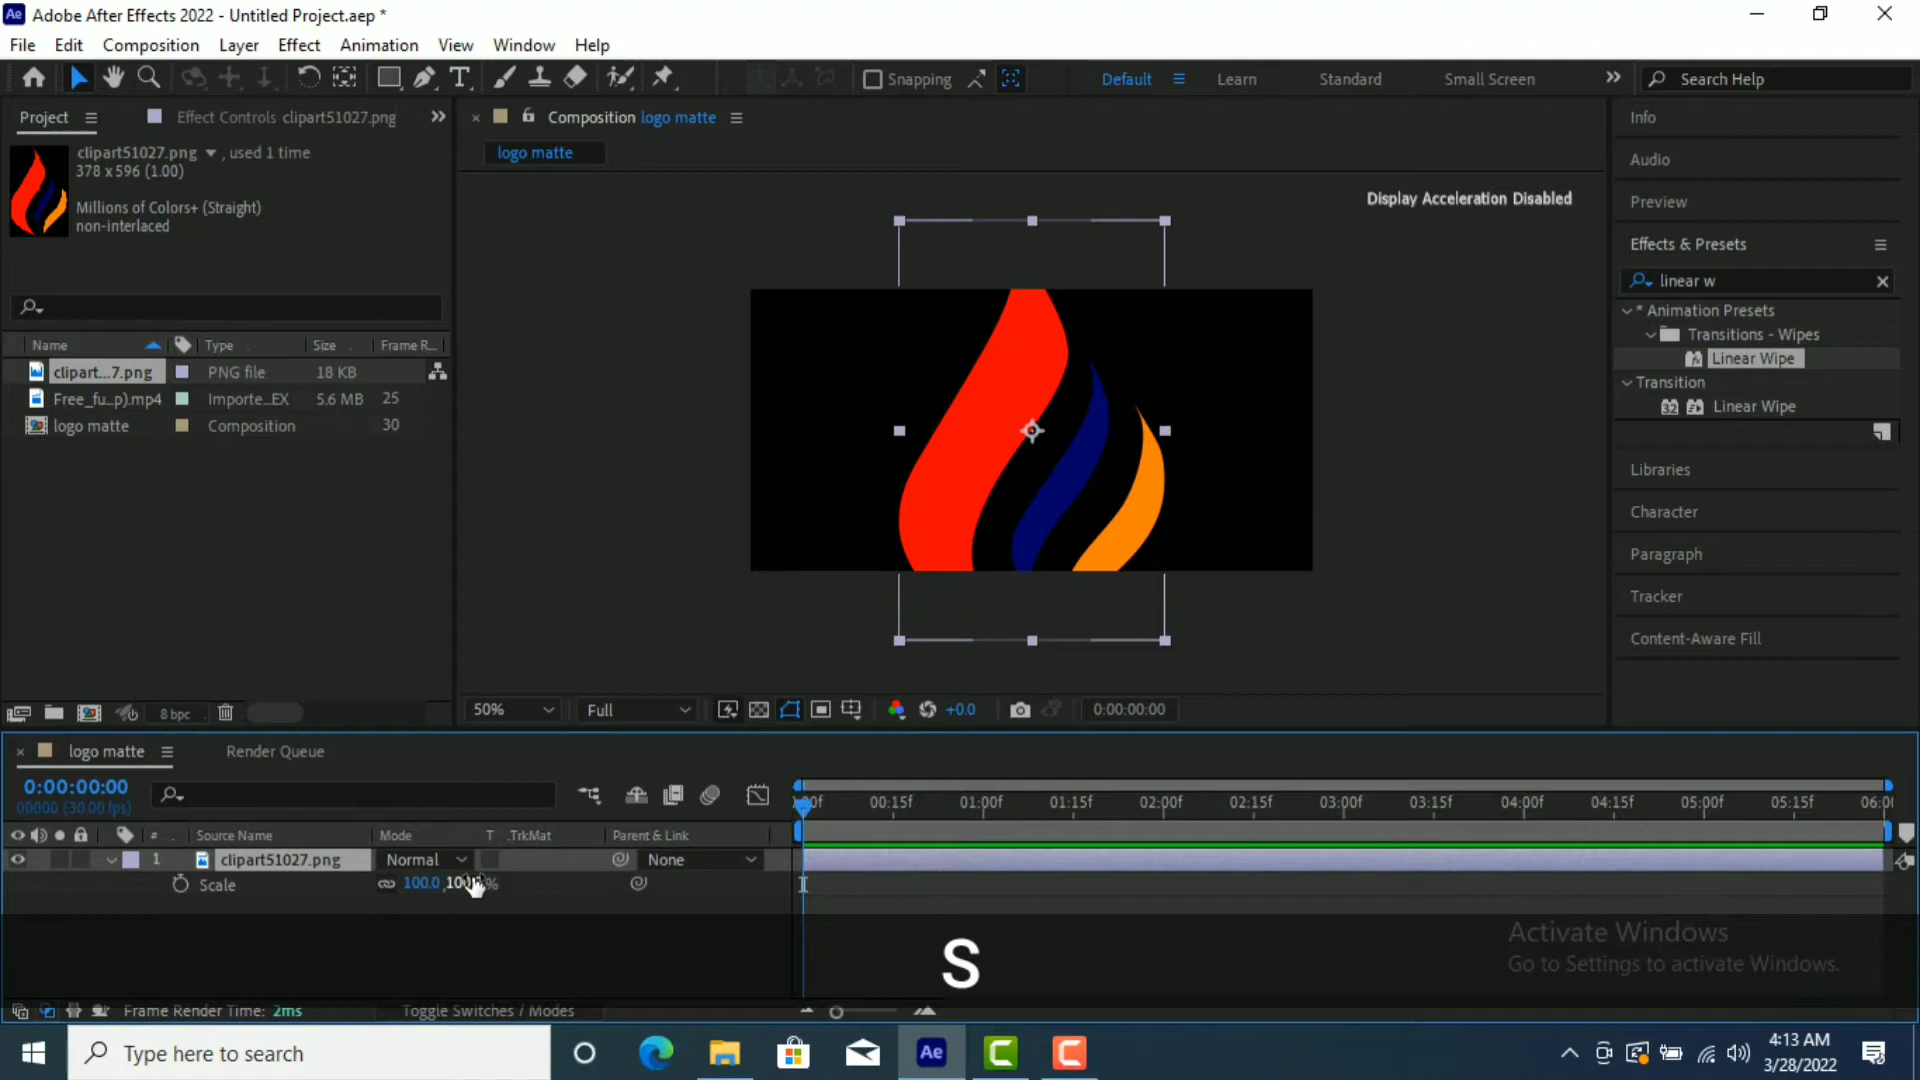 Ae Adobe After Effects 2022 - Untitled Project.aep *
File Edit Composition Layer Effect Animation View Window Help
Snapping Default Learn Standard Small Screen Search Help
Project Effect Controls clipart51027.png
clipart51027.png , used 1 time
378 x 596 (1.00)
Millions of Colors+ (Straight)
non-interlaced
Name Type Size Frame R...
clipart...7.png PNG file 18 KB
Free_fu...p).mp4 Importe...EX 5.6 MB 25
logo matte Composition 30
8 bpc
Composition logo matte
logo matte
Display Acceleration Disabled
50% Full +0.0 0:00:00:00
Info
Audio
Preview
Effects & Presets
linear w
* Animation Presets
Transitions - Wipes
Linear Wipe
Transition
32 Linear Wipe
Libraries
Character
Paragraph
Tracker
Content-Aware Fill
logo matte Render Queue
0:00:00:00
00000 (30.00 fps)
:00f 00:15f 01:00f 01:15f 02:00f 02:15f 03:00f 03:15f 04:00f 04:15f 05:00f 05:15f 06:0
# Source Name Mode T .TrkMat Parent & Link
1 clipart51027.png Normal None
Scale 100.0, %
S
Activate Windows
Go to Settings to activate Windows.
Frame Render Time: 2ms Toggle Switches / Modes
Type here to search
Ae
4:13 AM
3/28/2022